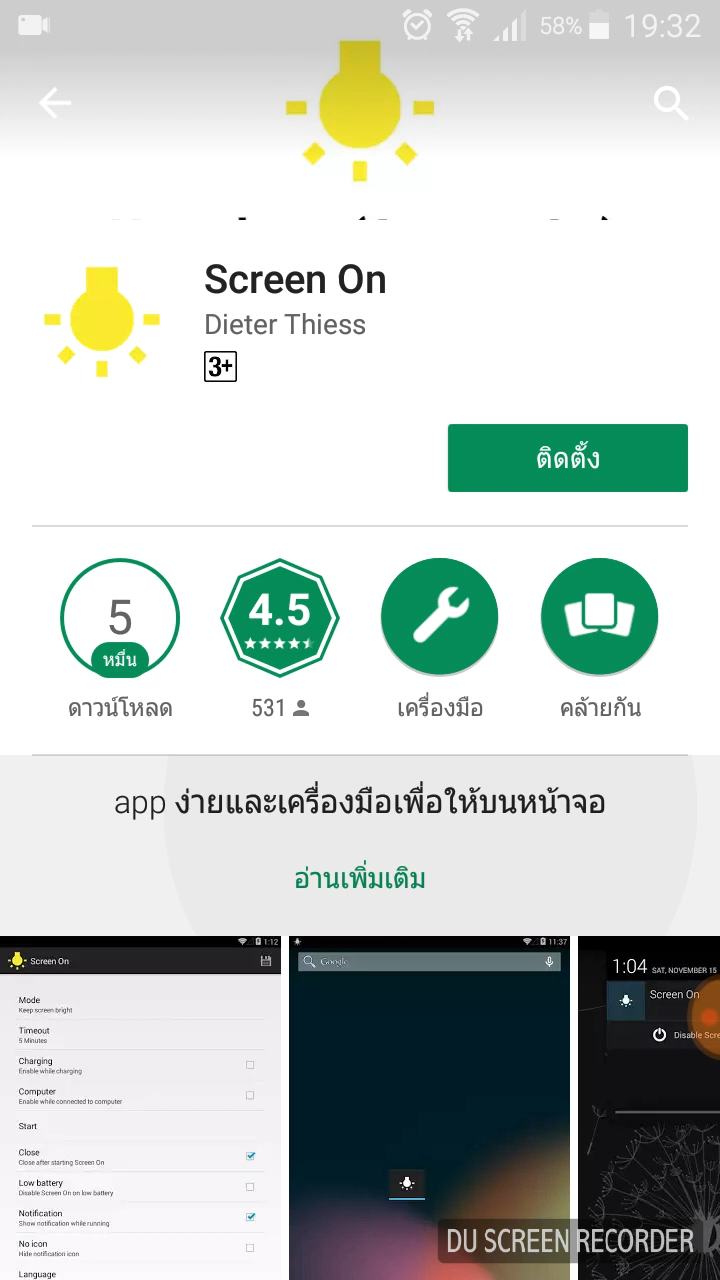 58% 19:32
Screen On
Dieter Thiess
3+
ติดตั้ง
5
หมื่น
ดาวน์โหลด
4.5
531
เครื่องมือ
คล้ายกัน
app ง่ายและเครื่องมือเพื่อให้บนหน้าจอ
อ่านเพิ่มเติม
1:12
Screen On
Mode
Keep screen bright
Timeout
5 Minutes
Charging
Enable while charging
Computer
Enable while connected to computer
Start
Close
Close after starting Screen On
Low battery
Disable Screen On on low battery
Notification
Show notification while running
No icon
Hide notification icon
Language
11:37
Google
1:04 SAT, NOVEMBER 15
Screen On
Disable Scre
DU SCREEN RECORDER